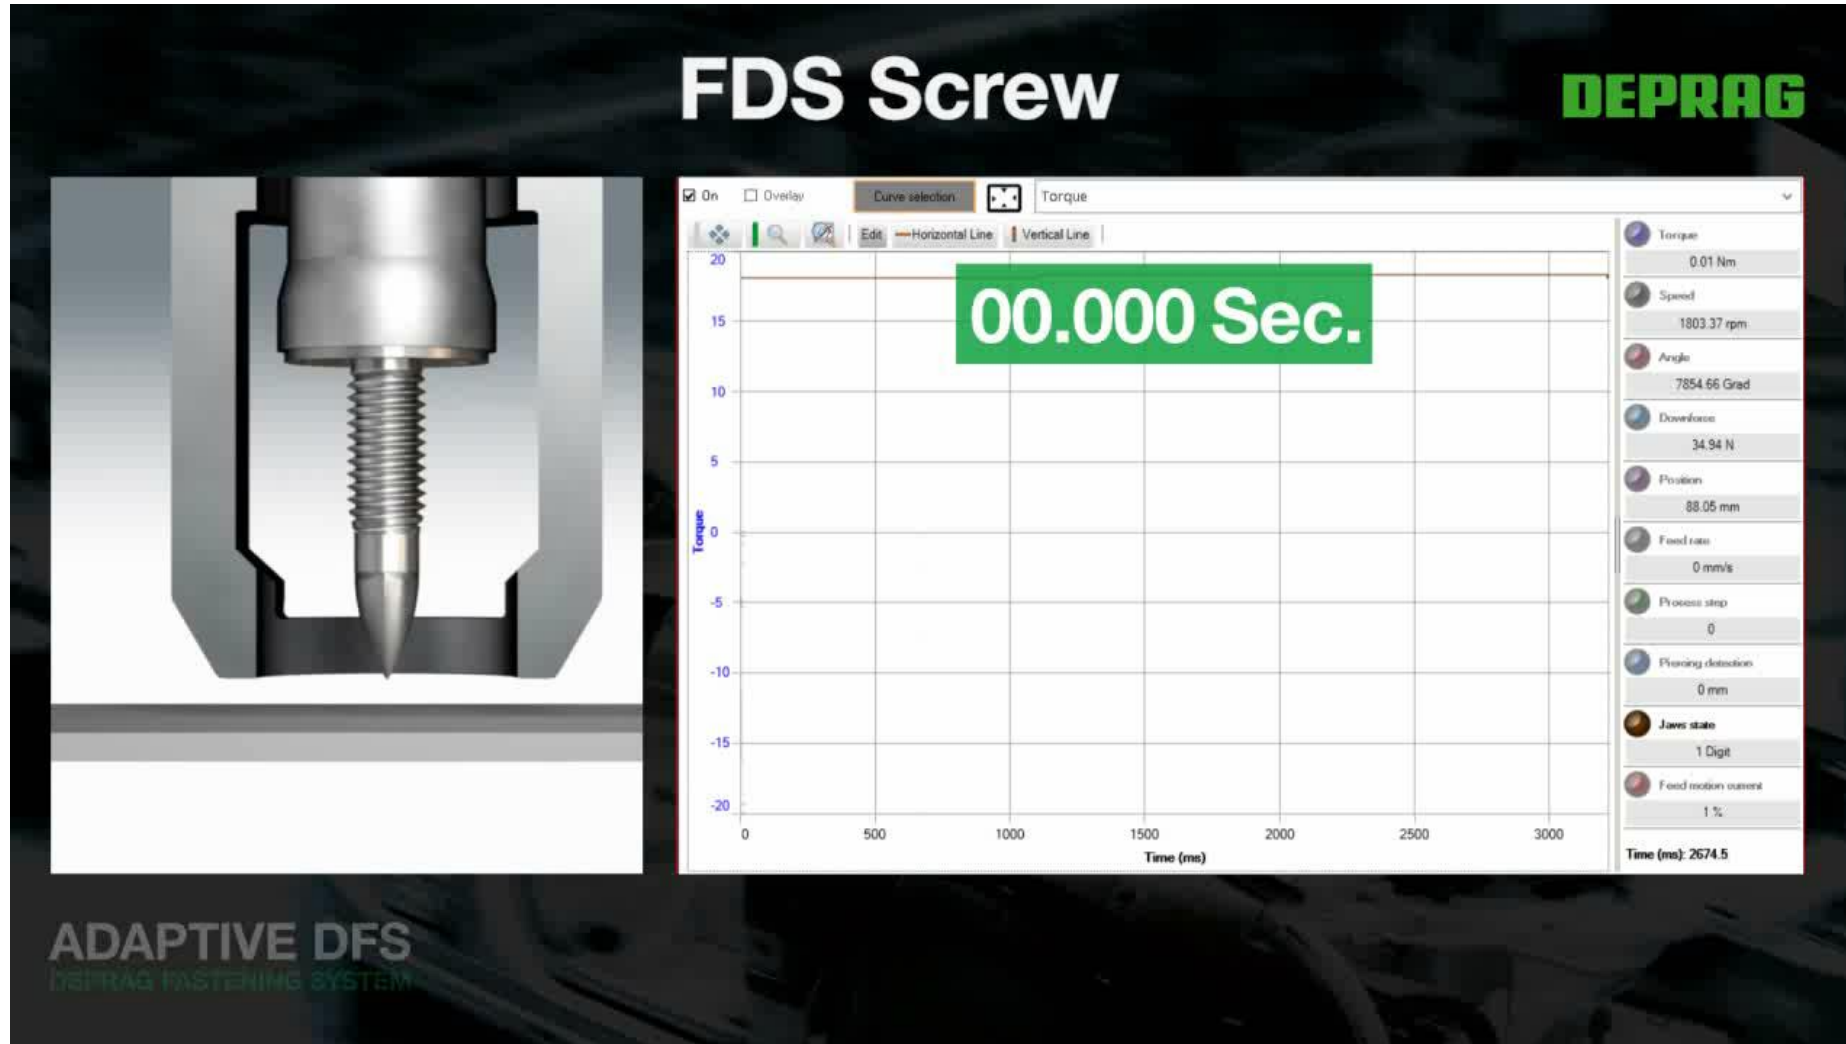 FDS Screw
DEPRAG
On
Overlay
Curve selection
Torque
Edit
Horizontal Line
Vertical Line
00.000 Sec.
20
15
10
5
0
-5
-10
-15
-20
Torque
0 500 1000 1500 2000 2500 3000
Time (ms)
Torque
0.01 Nm
Speed
1803.37 rpm
Angle
7854.66 Grad
Downforce
34.94 N
Position
88.05 mm
Feed rate
0 mm/s
Process step
0
Piercing detection
0 mm
Jaws state
1 Digit
Feed motion current
1 %
Time (ms): 2674.5
ADAPTIVE DFS
DEPRAG FASTENING SYSTEM